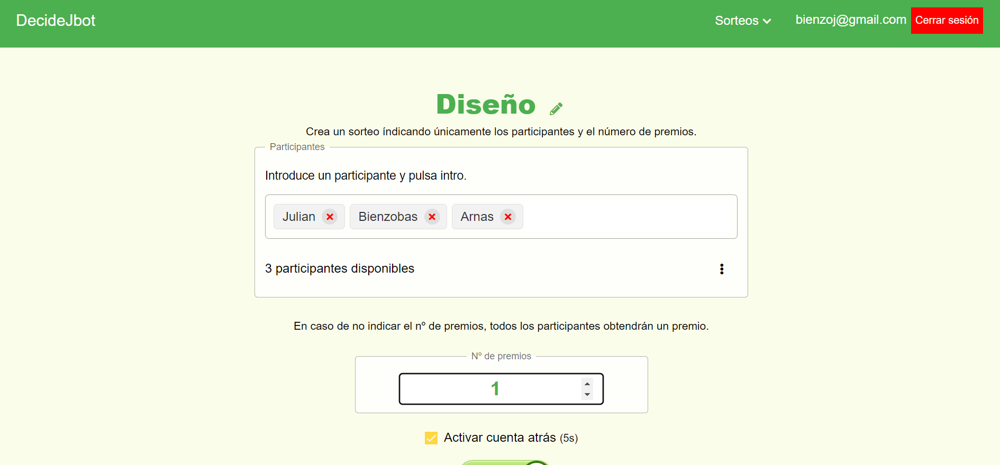 DecideJbot
Sorteos
bienzoj@gmail.com
Cerrar sesión
Diseño
Crea un sorteo índicando únicamente los participantes y el número de premios.
Participantes
Introduce un participante y pulsa intro.
Julian
Bienzobas
Arnas
3 participantes disponibles
En caso de no indicar el nº de premios, todos los participantes obtendrán un premio.
Nº de premios
1
Activar cuenta atrás (5s)